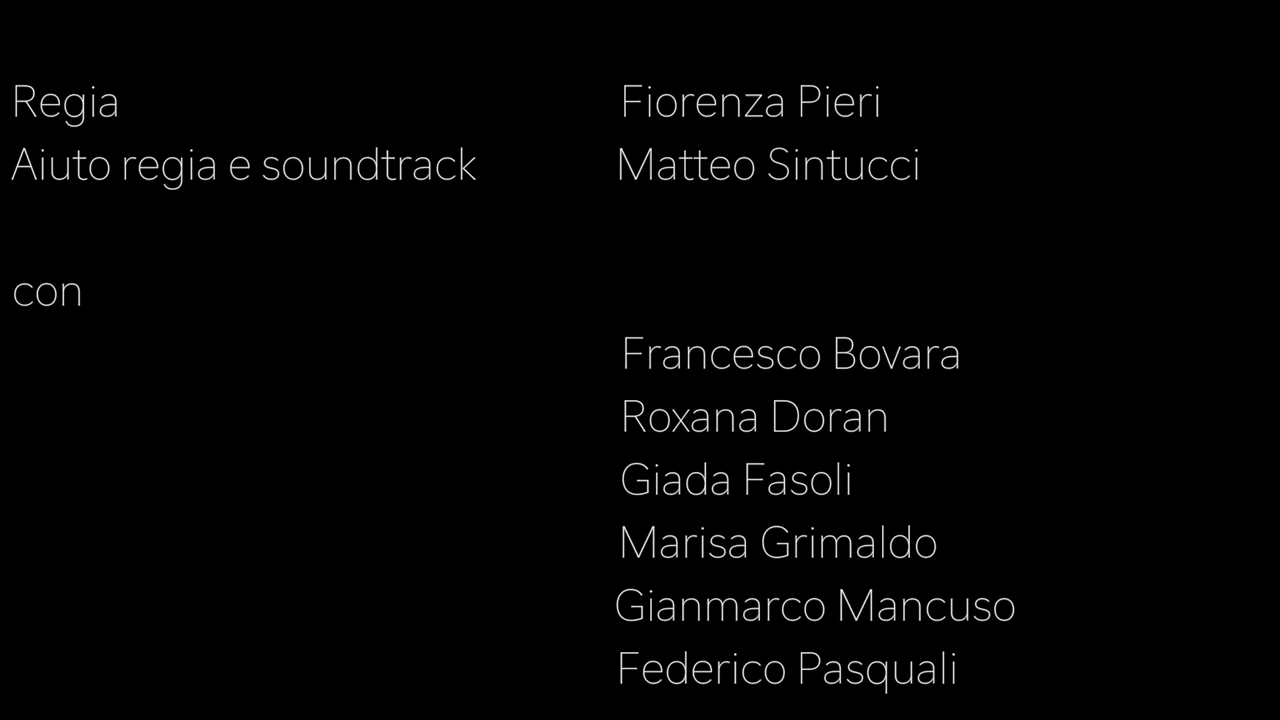 Regia Fiorenza Pieri
Aiuto regia e soundtrack Matteo Sintucci
con
Francesco Bovara
Roxana Doran
Giada Fasoli
Marisa Grimaldo
Gianmarco Mancuso
Federico Pasquali